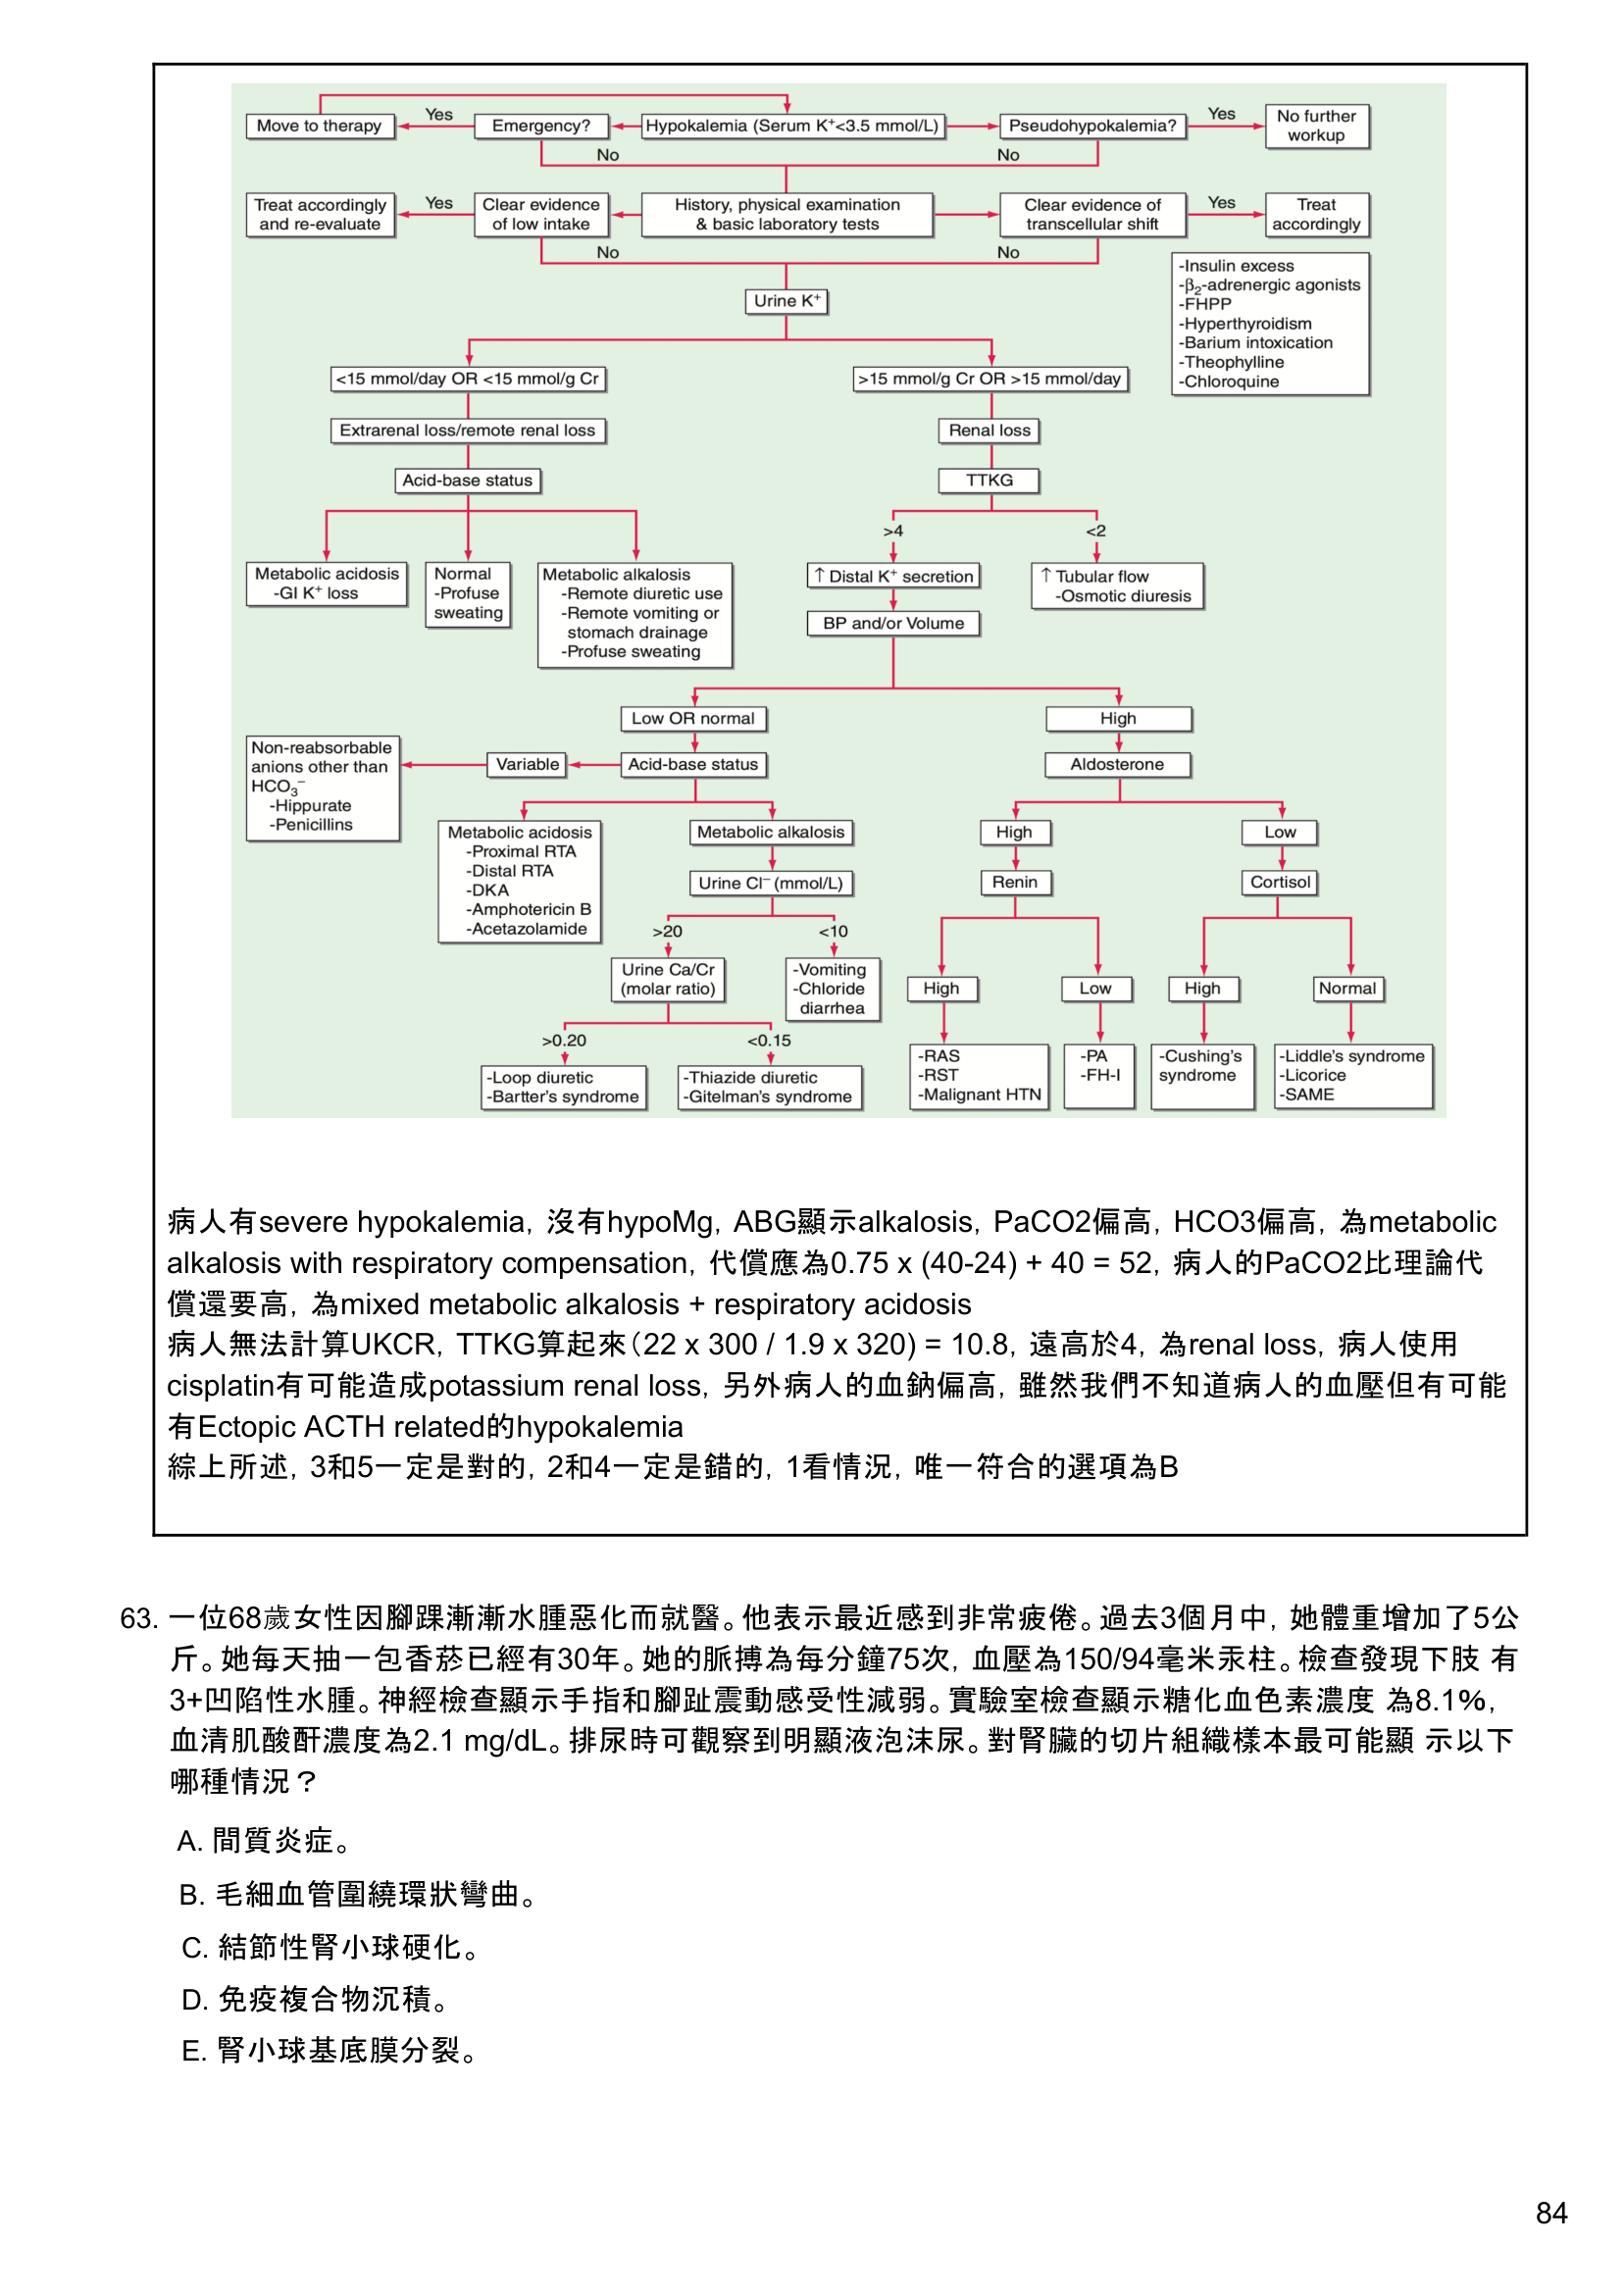 Move to therapy
Yes
Emergency?
Hypokalemia (Serum K⁺<3.5 mmol/L)
Pseudohypokalemia?
Yes
No further
workup
No
No
Treat accordingly
and re-evaluate
Yes
Clear evidence
of low intake
History, physical examination
& basic laboratory tests
Clear evidence of
transcellular shift
Yes
Treat
accordingly
No
No
-Insulin excess
-β₂-adrenergic agonists
-FHPP
-Hyperthyroidism
-Barium intoxication
-Theophylline
-Chloroquine
Urine K⁺
<15 mmol/day OR <15 mmol/g Cr
>15 mmol/g Cr OR >15 mmol/day
Extrarenal loss/remote renal loss
Renal loss
Acid-base status
TTKG
>4
<2
Metabolic acidosis
-GI K⁺ loss
Normal
-Profuse
sweating
Metabolic alkalosis
-Remote diuretic use
-Remote vomiting or
stomach drainage
-Profuse sweating
↑ Distal K⁺ secretion
↑ Tubular flow
-Osmotic diuresis
BP and/or Volume
Low OR normal
High
Non-reabsorbable
anions other than
HCO₃⁻
-Hippurate
-Penicillins
Variable
Acid-base status
Aldosterone
Metabolic acidosis
-Proximal RTA
-Distal RTA
-DKA
-Amphotericin B
-Acetazolamide
Metabolic alkalosis
High
Low
Urine Cl⁻ (mmol/L)
Renin
Cortisol
>20
<10
Urine Ca/Cr
(molar ratio)
-Vomiting
-Chloride
diarrhea
High
Low
High
Normal
>0.20
<0.15
-Loop diuretic
-Bartter's syndrome
-Thiazide diuretic
-Gitelman's syndrome
-RAS
-RST
-Malignant HTN
-PA
-FH-I
-Cushing's
syndrome
-Liddle's syndrome
-Licorice
-SAME
病人有severe hypokalemia，沒有hypoMg，ABG顯示alkalosis，PaCO2偏高，HCO3偏高，為metabolic
alkalosis with respiratory compensation，代償應為0.75 x (40-24) + 40 = 52，病人的PaCO2比理論代
償還要高，為mixed metabolic alkalosis + respiratory acidosis
病人無法計算UKCR，TTKG算起來（22 x 300 / 1.9 x 320) = 10.8，遠高於4，為renal loss，病人使用
cisplatin有可能造成potassium renal loss，另外病人的血鈉偏高，雖然我們不知道病人的血壓但有可能
有Ectopic ACTH related的hypokalemia
綜上所述，3和5一定是對的，2和4一定是錯的，1看情況，唯一符合的選項為B
63. 一位68歲女性因腳踝漸漸水腫惡化而就醫。他表示最近感到非常疲倦。過去3個月中，她體重增加了5公
斤。她每天抽一包香菸已經有30年。她的脈搏為每分鐘75次，血壓為150/94毫米汞柱。檢查發現下肢 有
3+凹陷性水腫。神經檢查顯示手指和腳趾震動感受性減弱。實驗室檢查顯示糖化血色素濃度 為8.1%，
血清肌酸酐濃度為2.1 mg/dL。排尿時可觀察到明顯液泡沫尿。對腎臟的切片組織樣本最可能顯 示以下
哪種情況？
A. 間質炎症。
B. 毛細血管圍繞環狀彎曲。
C. 結節性腎小球硬化。
D. 免疫複合物沉積。
E. 腎小球基底膜分裂。
84